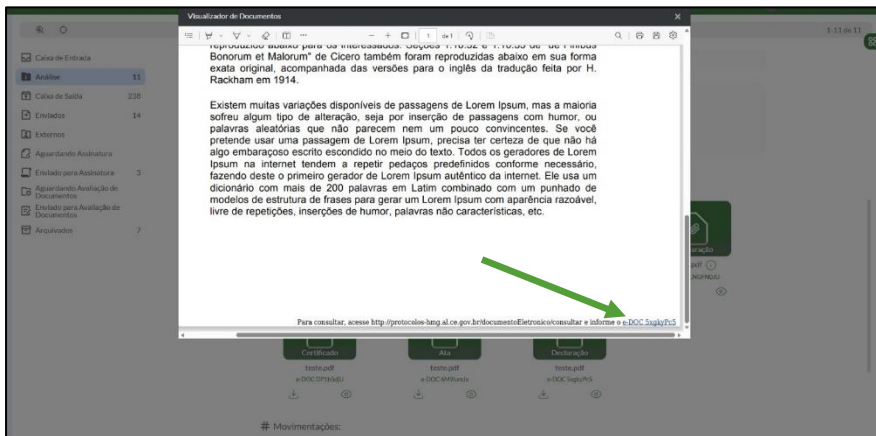 Visualizador de Documentos
1 de 1
1-11 de 11
Caixa de Entrada
Análise 11
Caixa de Saída 238
Enviados 14
Externos
Aguardando Assinatura
Enviado para Assinatura 3
Aguardando Avaliação de
Documentos
Enviado para Avaliação de
Documentos
Arquivados 7
reproduzido abaixo para os interessados. Seções 1.10.32 e 1.10.33 de "de Finibus
Bonorum et Malorum" de Cicero também foram reproduzidas abaixo em sua forma
exata original, acompanhada das versões para o inglês da tradução feita por H.
Rackham em 1914.
Existem muitas variações disponíveis de passagens de Lorem Ipsum, mas a maioria
sofreu algum tipo de alteração, seja por inserção de passagens com humor, ou
palavras aleatórias que não parecem nem um pouco convincentes. Se você
pretende usar uma passagem de Lorem Ipsum, precisa ter certeza de que não há
algo embaraçoso escrito escondido no meio do texto. Todos os geradores de Lorem
Ipsum na internet tendem a repetir pedaços predefinidos conforme necessário,
fazendo deste o primeiro gerador de Lorem Ipsum autêntico da internet. Ele usa um
dicionário com mais de 200 palavras em Latim combinado com um punhado de
modelos de estrutura de frases para gerar um Lorem Ipsum com aparência razoável,
livre de repetições, inserções de humor, palavras não características, etc.
Para consultar, acesse http://protocolos-hmg.al.ce.gov.br/documentoEletronico/consultar e informe o e-DOC 5xgkyPc5
Certificado Ata Declaração
teste.pdf teste.pdf teste.pdf
e-DOC e-DOC e-DOC 5xgkyPc5
# Movimentações: